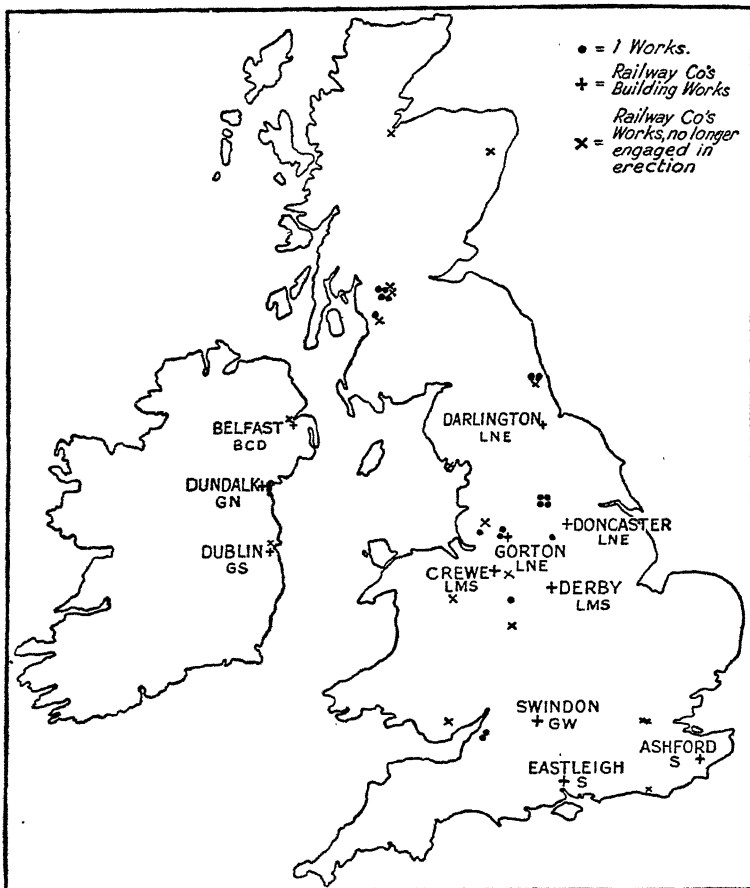 • = 1 Works.
+ = Railway Co's
Building Works
Railway Co's
Works, no longer
x = engaged in
erection
BELFAST
BCD
DARLINGTON
LNE
DUNDALK
GN
DONCASTER
LNE
DUBLIN
GS
GORTON
LNE
CREWE
LMS
DERBY
LMS
SWINDON
GW
ASHFORD
S
EASTLEIGH
S